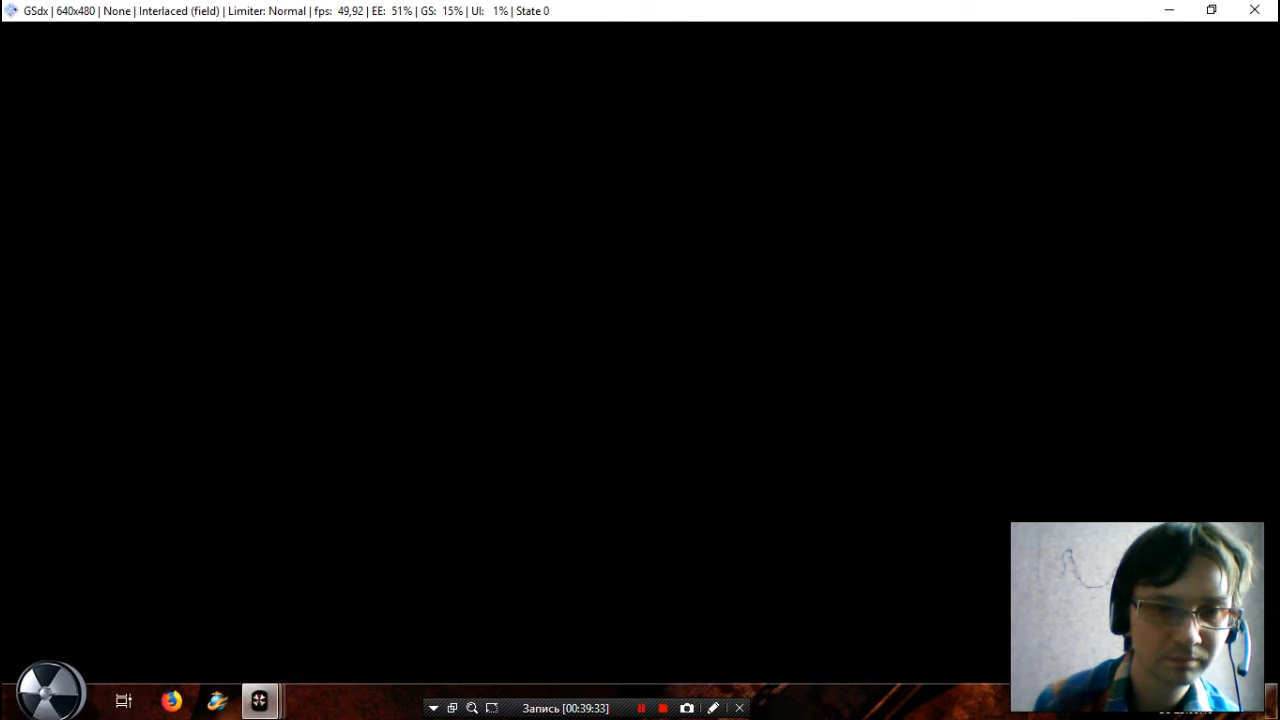 GSdx | 640x480 | None | Interlaced (field) | Limiter: Normal | fps: 49,92 | EE: 51% | GS: 15% | UI: 1% | State 0
Запись [00:39:33]